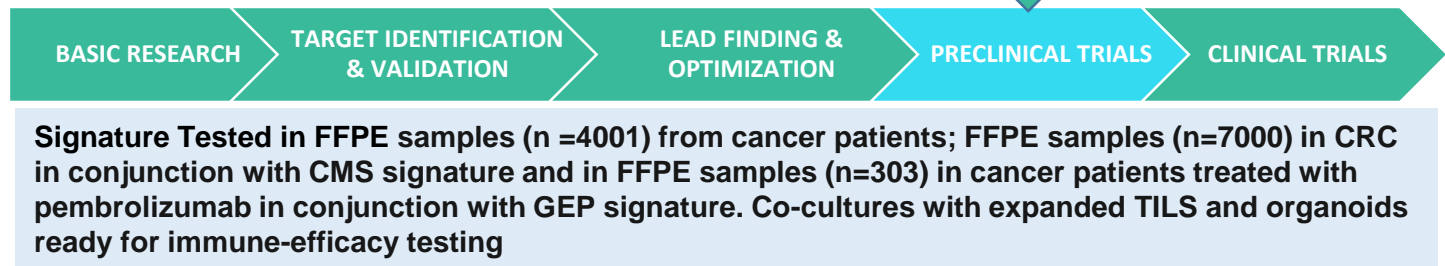 BASIC RESEARCH
TARGET IDENTIFICATION
& VALIDATION
LEAD FINDING &
OPTIMIZATION
PRECLINICAL TRIALS
CLINICAL TRIALS
Signature Tested in FFPE samples (n =4001) from cancer patients; FFPE samples (n=7000) in CRC
in conjunction with CMS signature and in FFPE samples (n=303) in cancer patients treated with
pembrolizumab in conjunction with GEP signature. Co-cultures with expanded TILS and organoids
ready for immune-efficacy testing